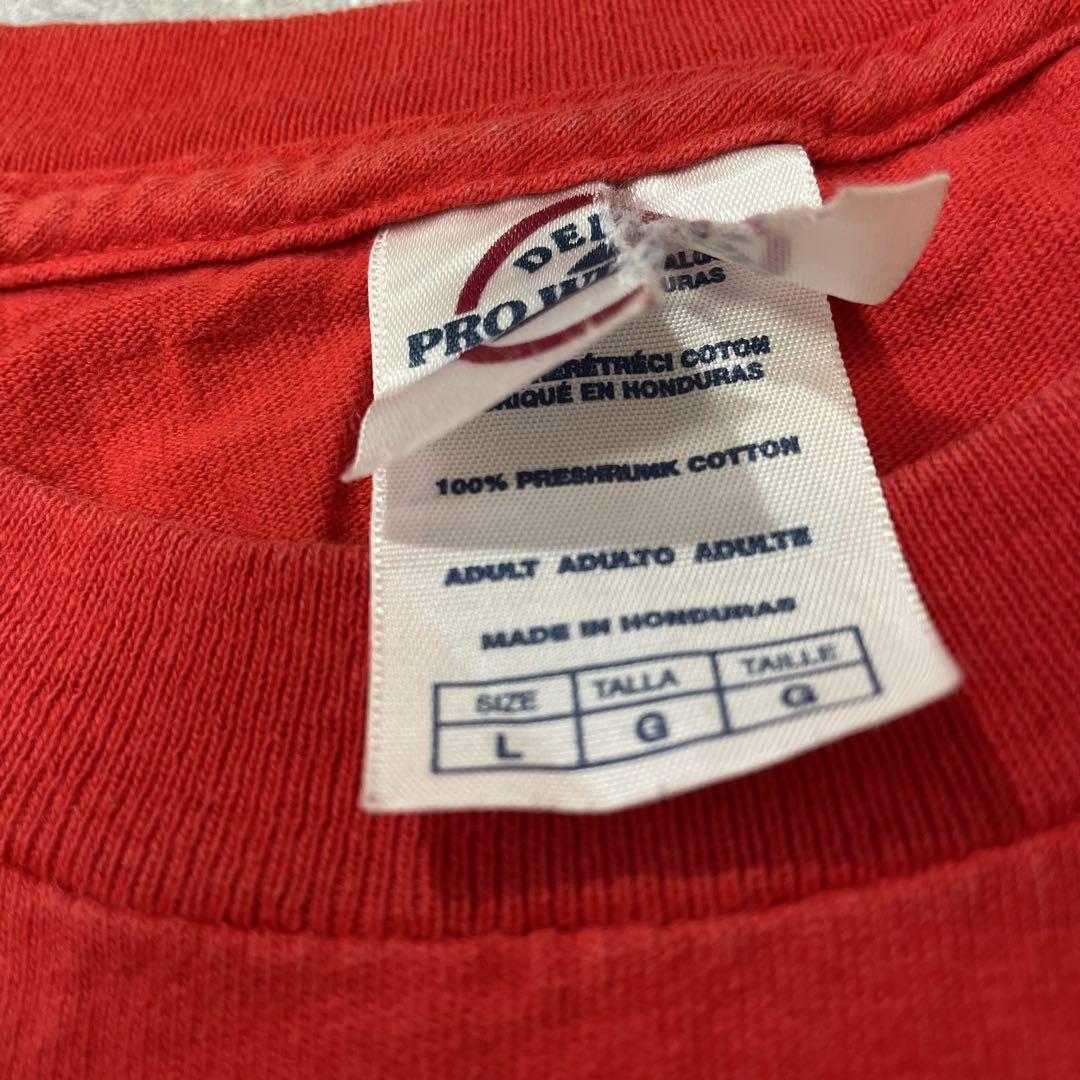 DEL
PRO W
ALG
URAS
RÉTRÉCI COTON
RIQUÉ EN HONDURAS
100% PRESHRUNK COTTON
ADULT ADULTO ADULTE
MADE IN HONDURAS
SIZE TALLA TAILLE
L G G